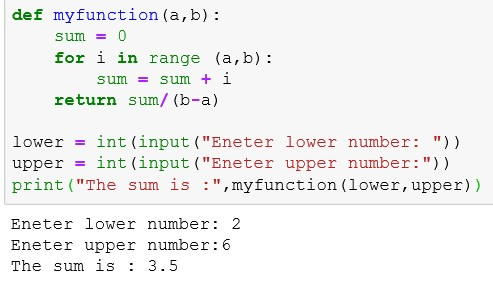 def myfunction(a,b):
    sum = 0
    for i in range (a,b):
        sum = sum + i
    return sum/(b-a)

lower = int(input("Eneter lower number: "))
upper = int(input("Eneter upper number:"))
print("The sum is :",myfunction(lower,upper))
Eneter lower number: 2
Eneter upper number:6
The sum is : 3.5